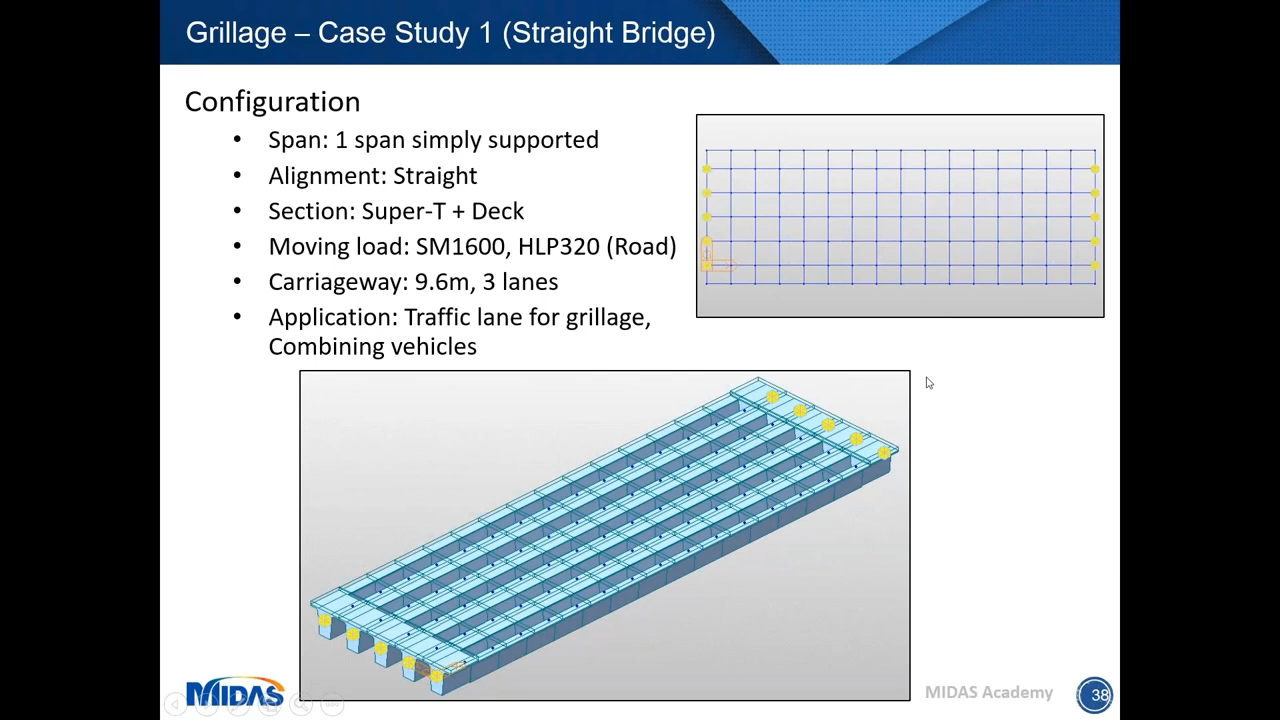 Grillage – Case Study 1 (Straight Bridge)
Configuration
• Span: 1 span simply supported
• Alignment: Straight
• Section: Super-T + Deck
• Moving load: SM1600, HLP320 (Road)
• Carriageway: 9.6m, 3 lanes
• Application: Traffic lane for grillage,
Combining vehicles
MIDAS
MIDAS Academy
38